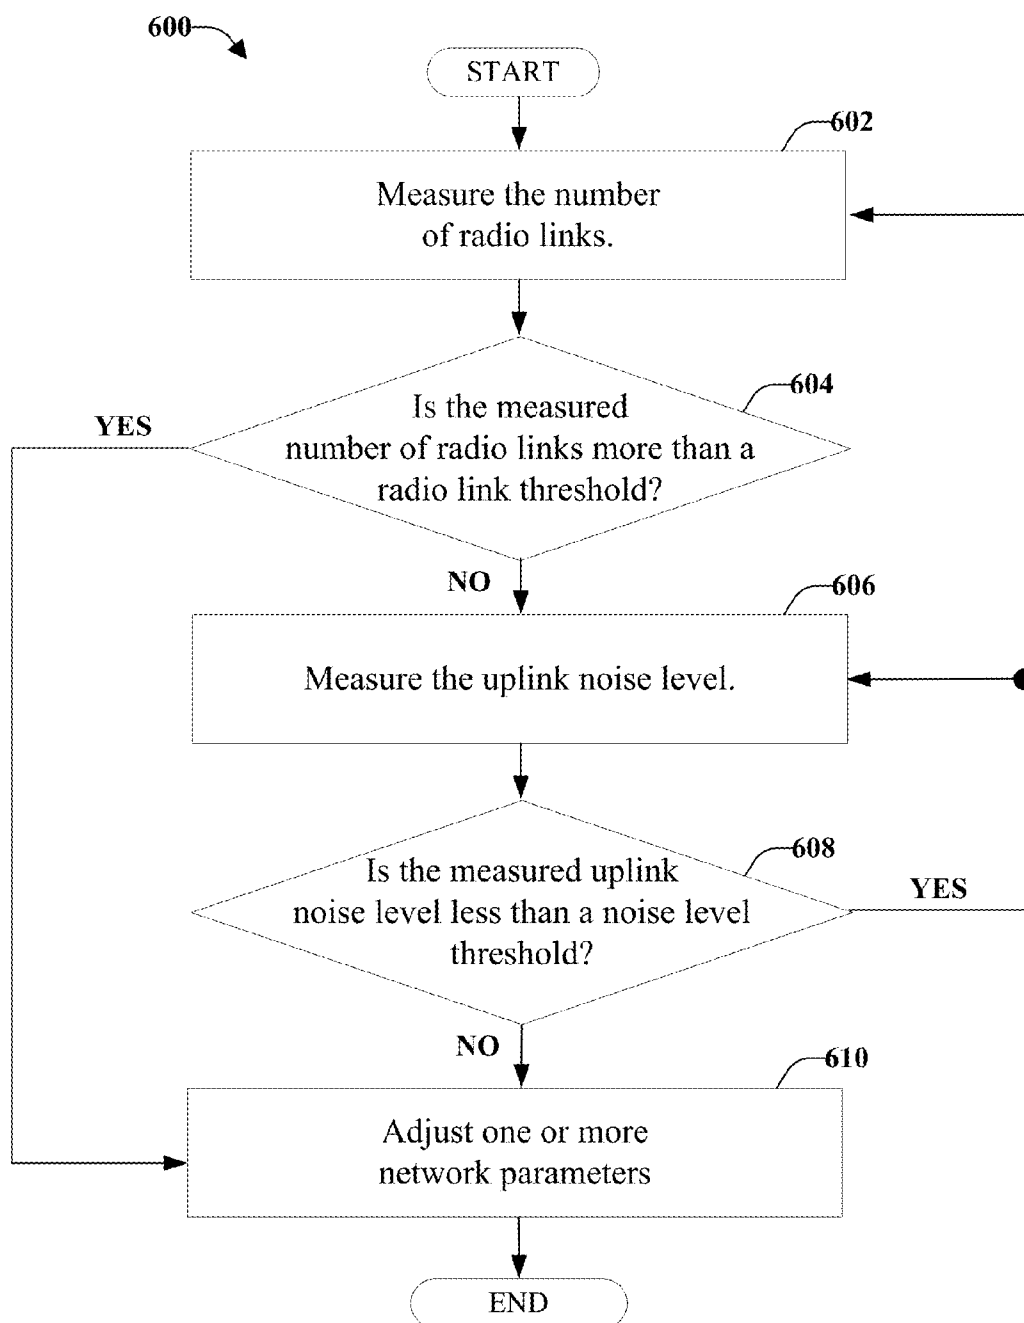 600
START
602
Measure the number
of radio links.
604
Is the measured
number of radio links more than a
radio link threshold?
YES
NO
606
Measure the uplink noise level.
608
Is the measured uplink
noise level less than a noise level
threshold?
YES
NO
610
Adjust one or more
network parameters
END